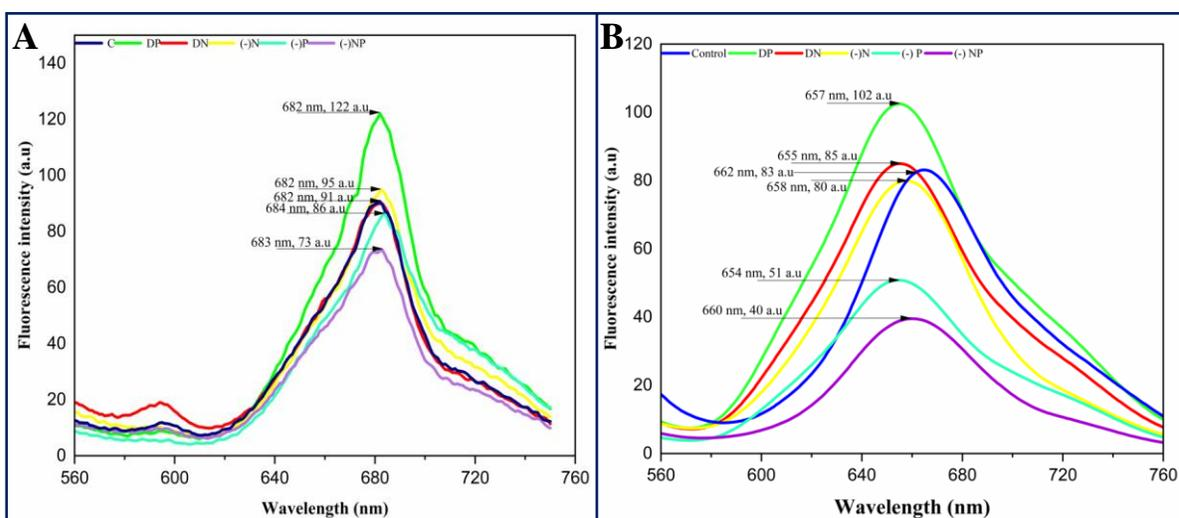 A
C DP DN (-)N (-)P (-)NP
140
120
100
80
60
40
20
0
Fluorescence intensity (a.u)
682 nm, 122 a.u
682 nm, 95 a.u
682 nm, 91 a.u
684 nm, 86 a.u
683 nm, 73 a.u
560 600 640 680 720 760
Wavelength (nm)
B
Control DP DN (-)N (-) P (-) NP
120
100
80
60
40
20
0
Fluorescence intensity (a.u)
657 nm, 102 a.u
655 nm, 85 a.u
662 nm, 83 a.u
658 nm, 80 a.u
654 nm, 51 a.u
660 nm, 40 a.u
560 600 640 680 720 760
Wavelength (nm)